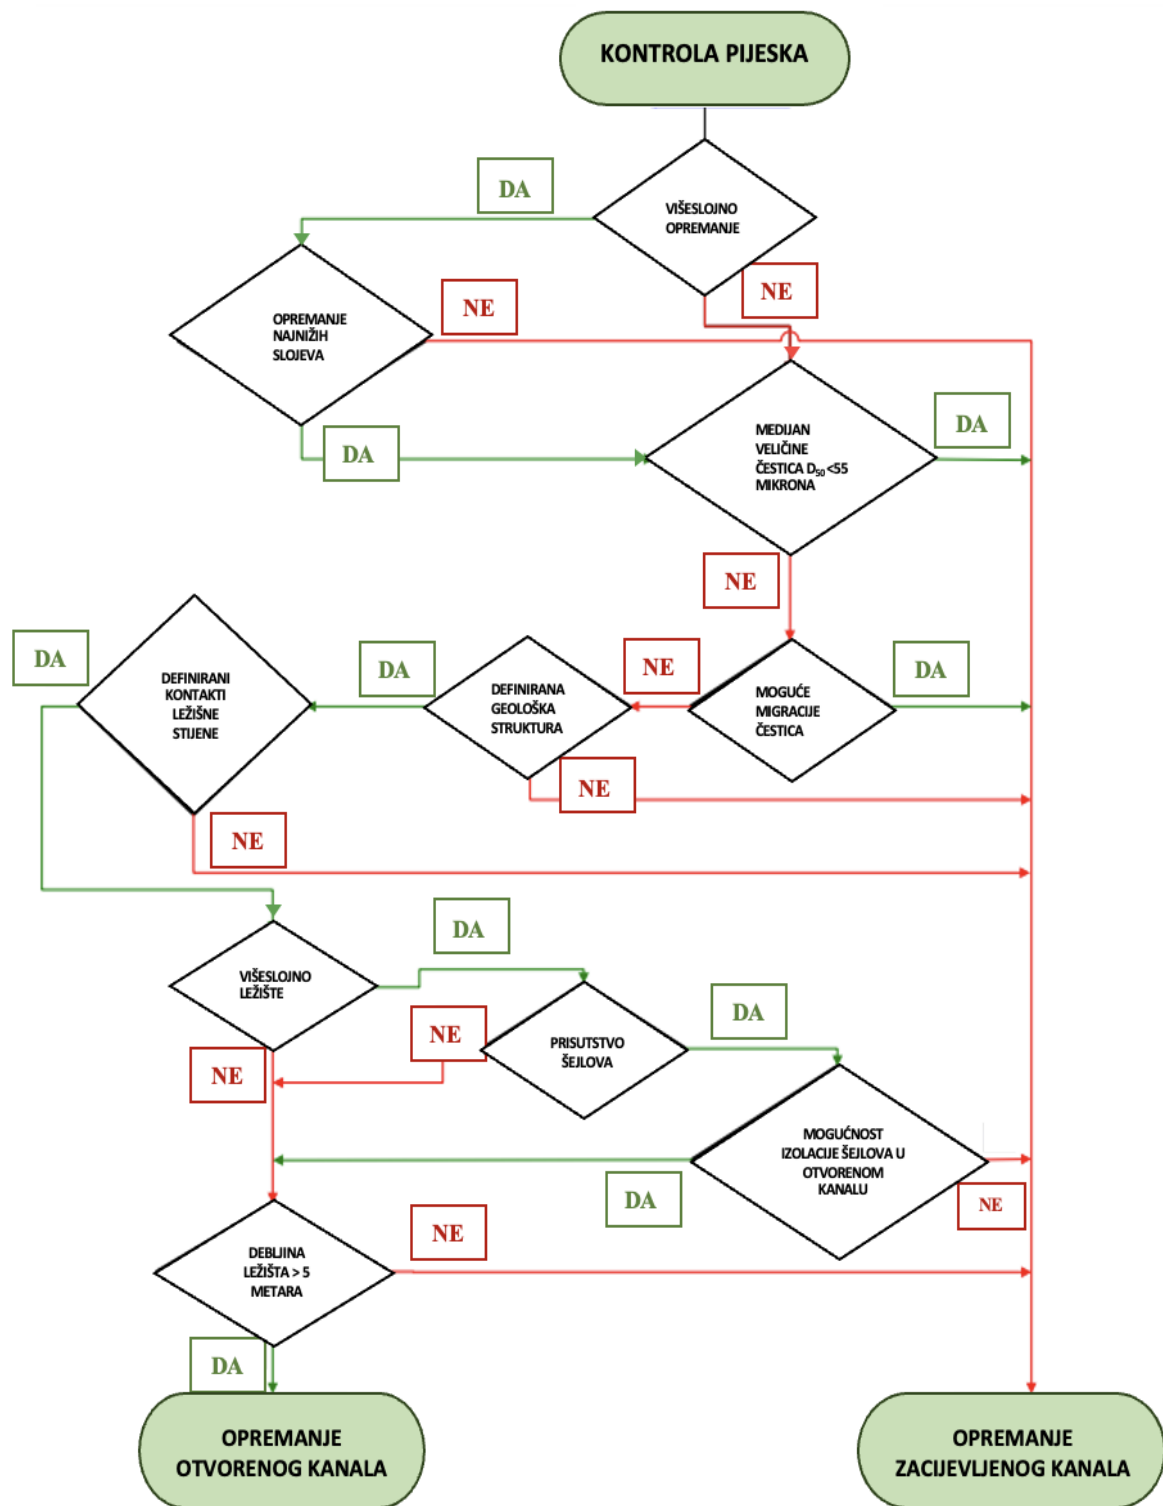 KONTROLA PIJESKA
DA
VIŠESLOJNO
OPREMANJE
NE
NE
OPREMANJE
NAJNIŽIH
SLOJEVA
DA
DA
MEDIJAN
VELIČINE
ČESTICA D₅₀ <55
MIKRONA
NE
DA
DEFINIRANI
KONTAKTI
LEŽIŠNE
STIJENE
DA
DEFINIRANA
GEOLOŠKA
STRUKTURA
NE
MOGUĆE
MIGRACIJE
ČESTICA
DA
NE
NE
DA
VIŠESLOJNO
LEŽIŠTE
NE
NE
PRISUTSTVO
ŠEJLOVA
DA
MOGUĆNOST
IZOLACIJE ŠEJLOVA U
OTVORENOM
KANALU
DA
NE
NE
DEBLJINA
LEŽIŠTA > 5
METARA
DA
OPREMANJE
OTVORENOG KANALA
OPREMANJE
ZACIJEVLJENOG KANALA